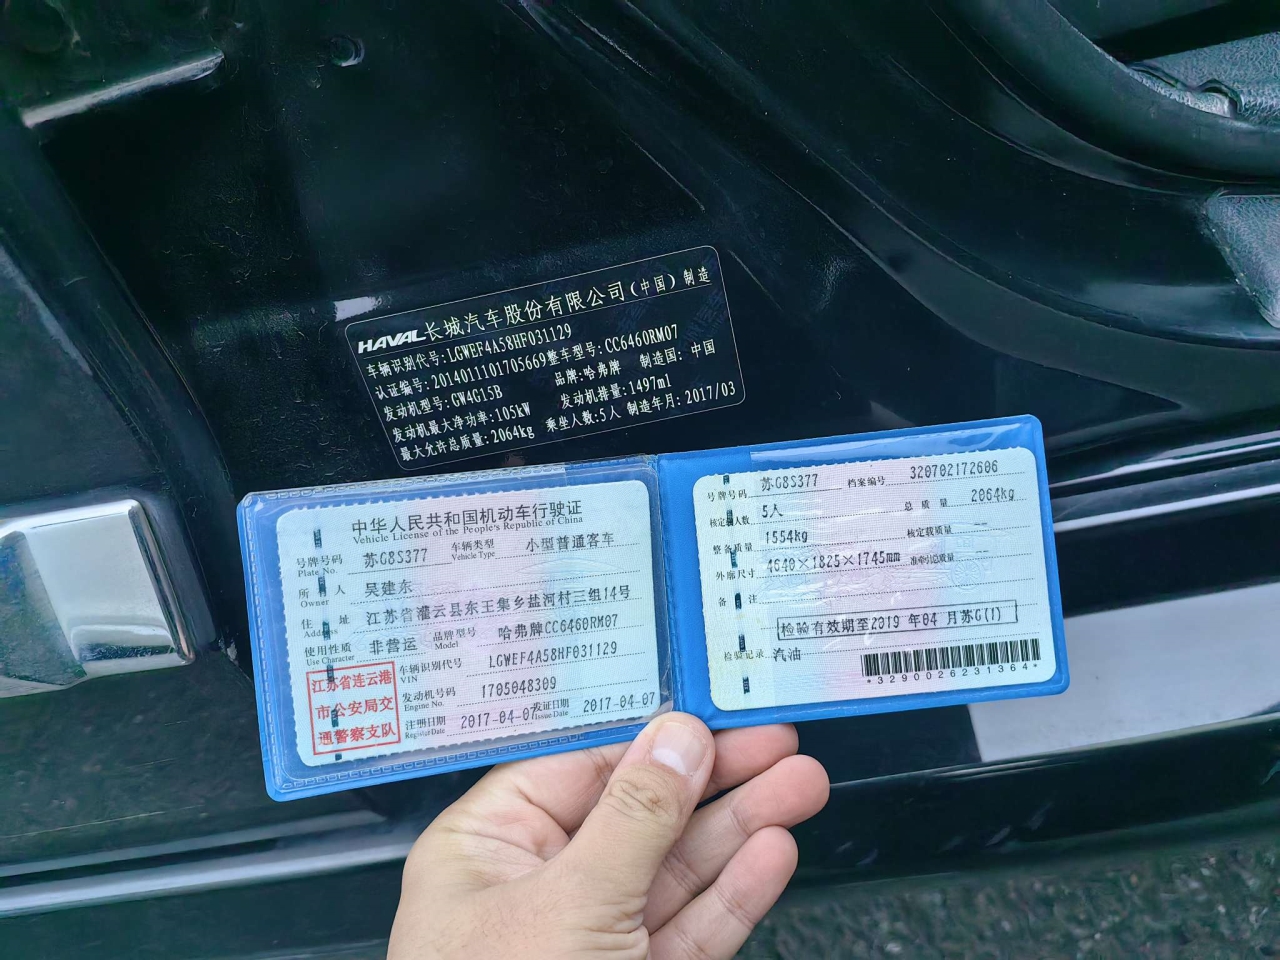 HAVAL长城汽车股份有限公司(中国)制造
车辆识别代号:LGWEF4A58HF031129
认证编号:2014011101705669 整车型号:CC6460RM07
发动机型号:GW4G15B 品牌:哈弗牌 制造国:中国
发动机最大净功率:105kW 发动机排量:1497ml
最大允许总质量:2064kg 乘坐人数:5人 制造年月:2017/03
中华人民共和国机动车行驶证
Vehicle License of the People's Republic of China
号牌号码 苏G8S377 车辆类型 小型普通客车
Plate No. Vehicle Type
所有人 吴建东
Owner
住址 江苏省灌云县东王集乡盐河村三组14号
Address
使用性质 非营运 品牌型号 哈弗牌CC6460RM07
Use Character Model
车辆识别代号 LGWEF4A58HF031129
VIN
发动机号码 1705048309
Engine No.
注册日期 2017-04-07 发证日期 2017-04-07
Register Date Issue Date
江苏省连云港
市公安局交
通警察支队
号牌号码 苏G8S377 档案编号 320702172606
核定载人数 5人 总质量 2064kg
整备质量 1554kg 核定载质量 --
外廓尺寸 4640×1825×1745mm 准牵引总质量 --
备注
检验有效期至2019年04月苏G(1)
检验记录 汽油
*3290026231364*